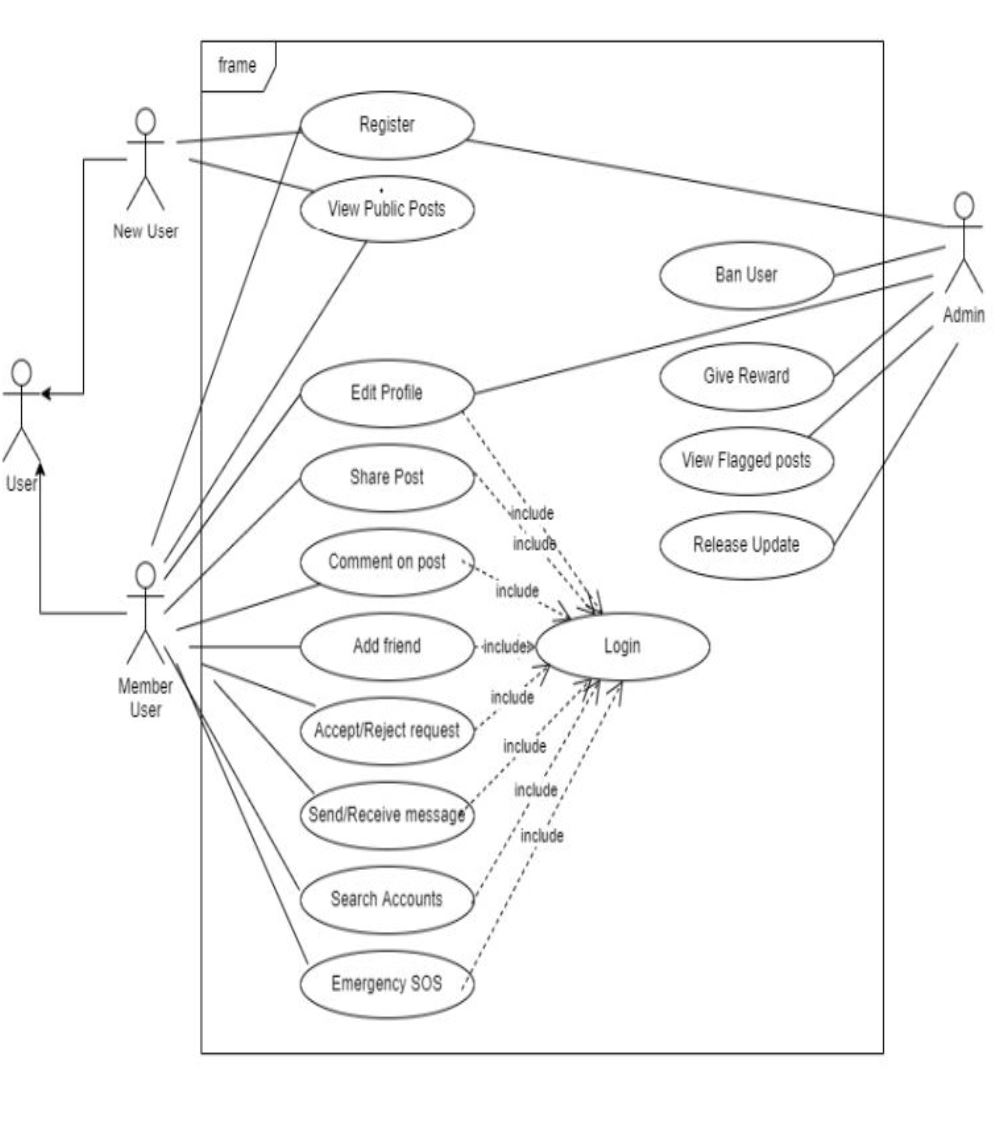 frame
Register
New User
View Public Posts
Ban User
Admin
Give Reward
Edit Profile
View Flagged posts
Share Post
User
include
include
Release Update
Comment on post
include
Add friend
include
Login
Member
User
include
Accept/Reject request
include
include
Send/Receive message
include
Search Accounts
Emergency SOS